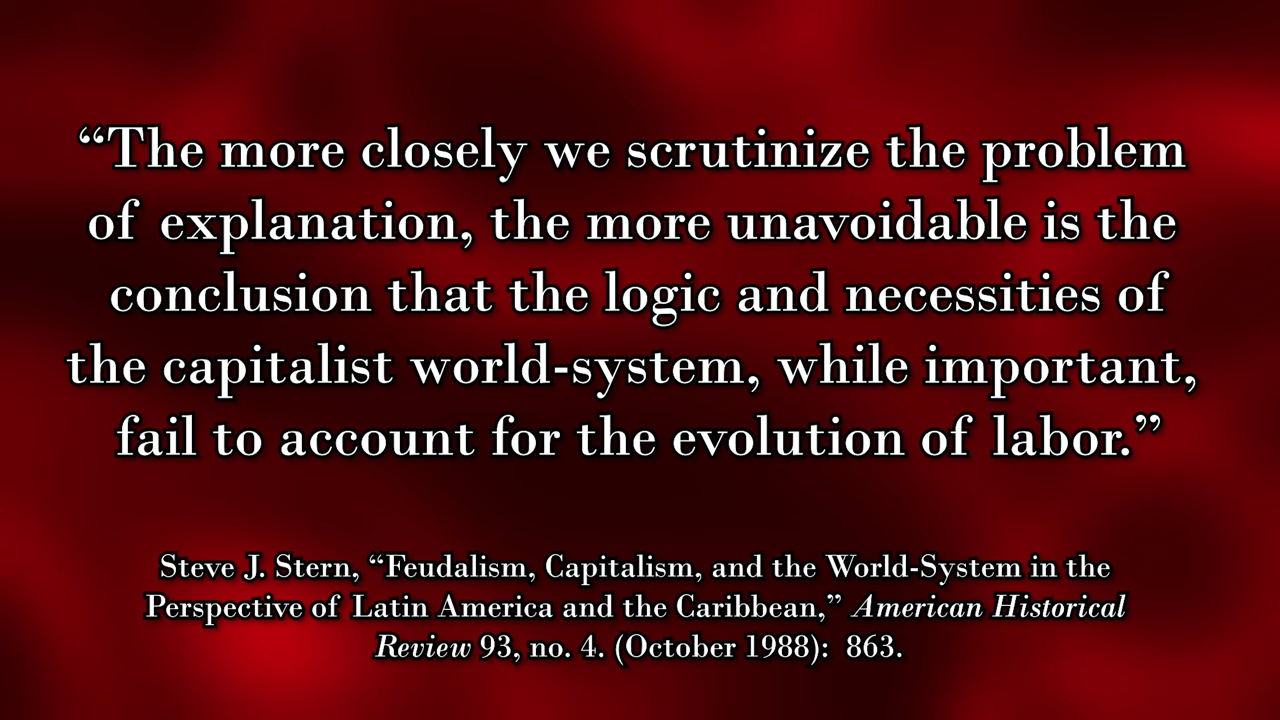 “The more closely we scrutinize the problem
of explanation, the more unavoidable is the
conclusion that the logic and necessities of
the capitalist world-system, while important,
fail to account for the evolution of labor.”
Steve J. Stern, “Feudalism, Capitalism, and the World-System in the
Perspective of Latin America and the Caribbean,” American Historical
Review 93, no. 4. (October 1988):  863.